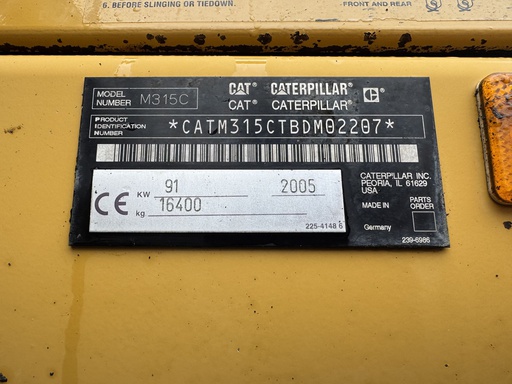 6. BEFORE SLINGING OR TIEDOWN.
FRONT AND REAR
MODEL NUMBER M315C
CAT® CATERPILLAR®
CAT® CATERPILLAR®
PRODUCT IDENTIFICATION NUMBER *CATM315CTBDM02207*
CE KW 91 2005
kg 16400
225-4148 6
CATERPILLAR INC.
PEORIA, IL 61629
USA
MADE IN
PARTS ORDER
Germany
239-6986